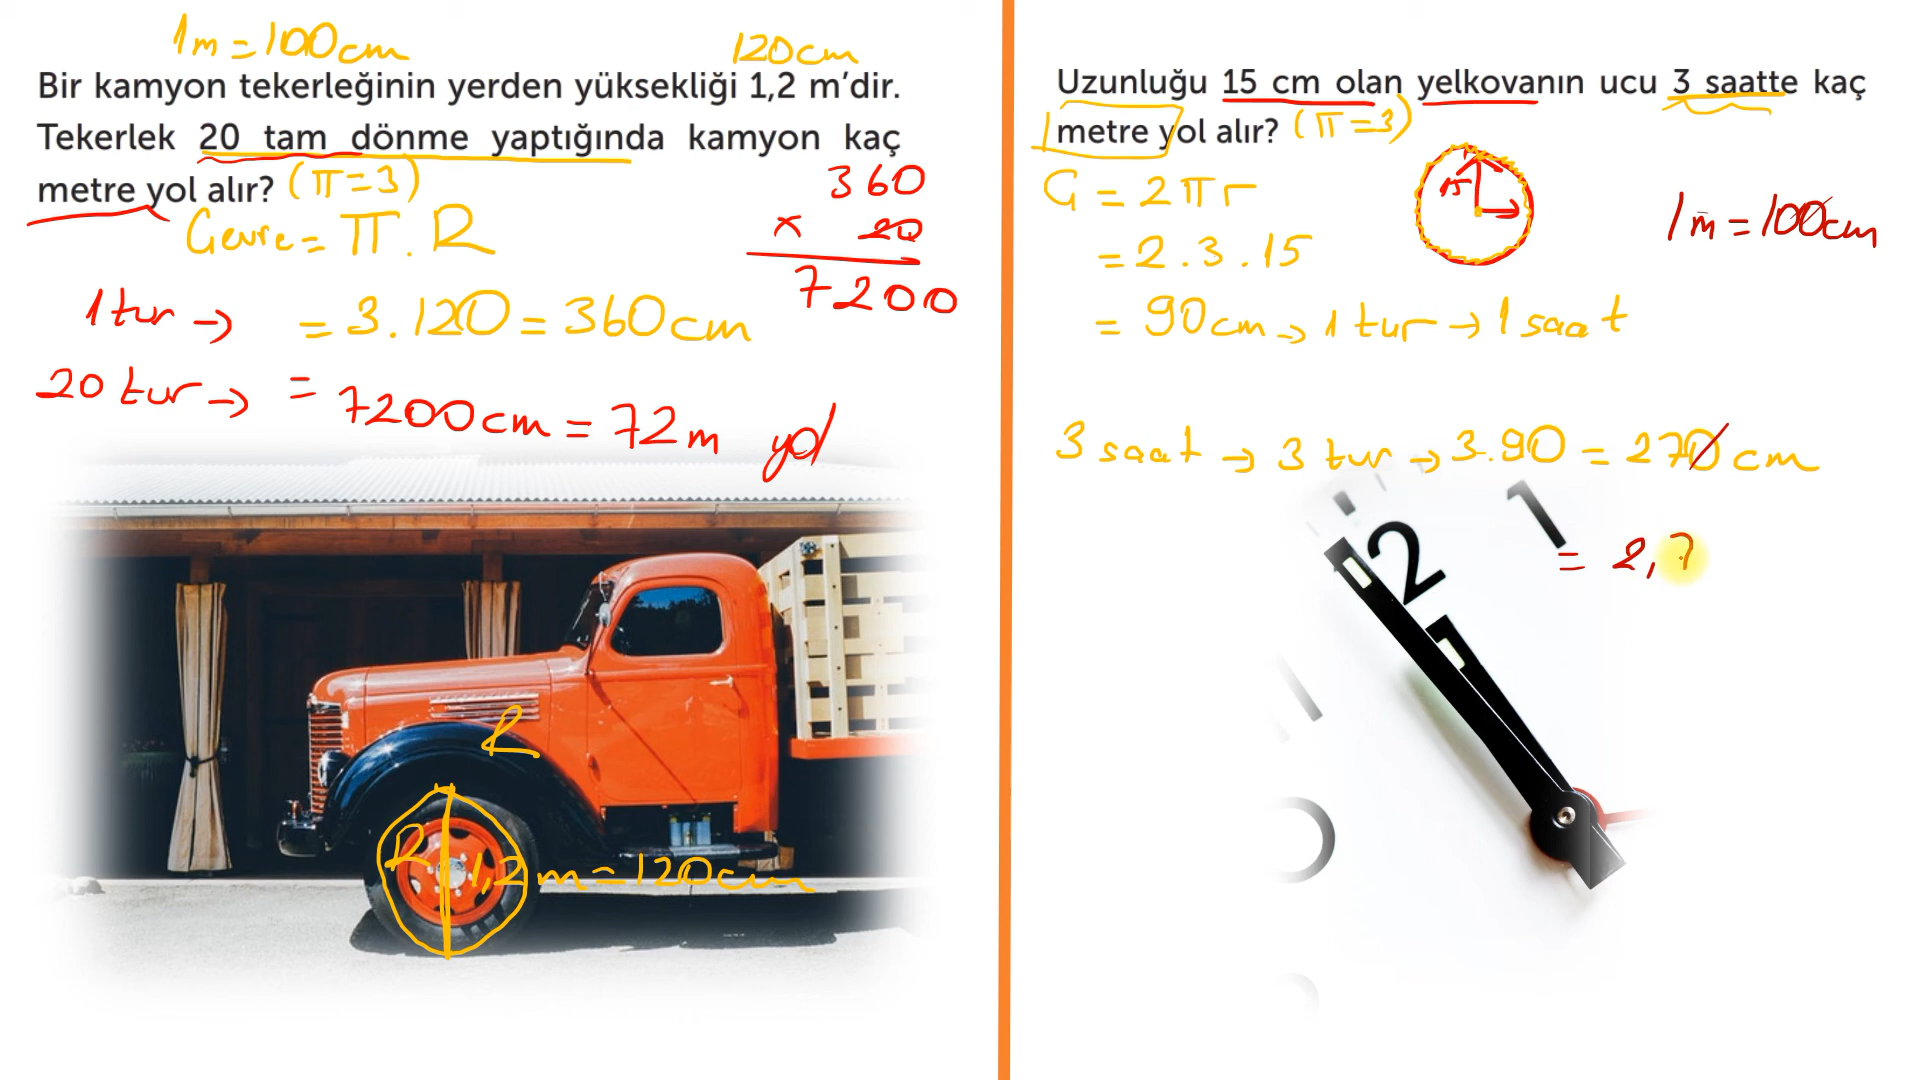 1m = 100cm
120cm
Bir kamyon tekerleğinin yerden yüksekliği 1,2 m'dir.
Tekerlek 20 tam dönme yaptığında kamyon kaç
metre yol alır? (π=3)
Çevre = π . R
1 tur → = 3.120 = 360cm
20 tur → = 7200cm = 72m yol
360
x 20
7200
R
R 1,2 m = 120cm
Uzunluğu 15 cm olan yelkovanın ucu 3 saatte kaç
metre yol alır? (π=3)
15
1m = 100cm
Ç = 2πr
= 2.3.15
= 90cm → 1 tur → 1 saat
3 saat → 3 tur → 3.90 = 270cm
= 2,7
2
1